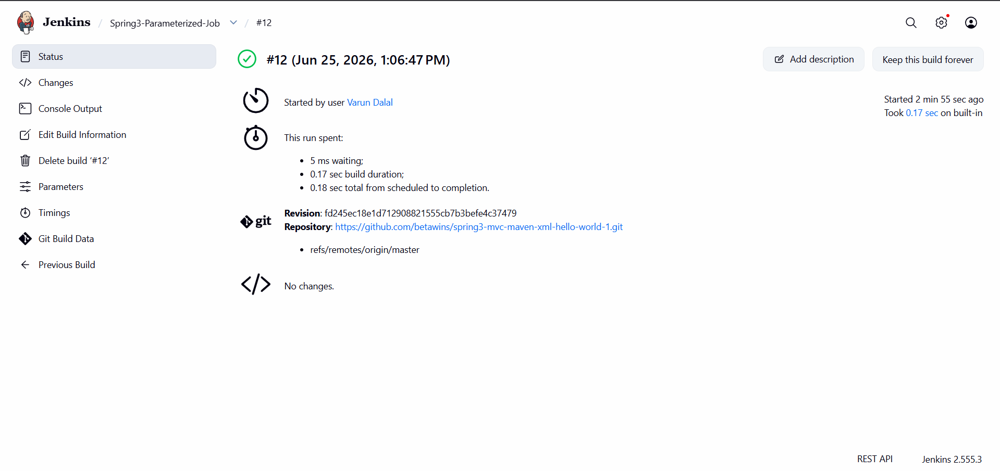 Jenkins / Spring3-Parameterized-Job / #12
Status
Changes
Console Output
Edit Build Information
Delete build ‘#12’
Parameters
Timings
Git Build Data
Previous Build
#12 (Jun 25, 2026, 1:06:47 PM)
Add description
Keep this build forever
Started by user Varun Dalal
Started 2 min 55 sec ago
Took 0.17 sec on built-in
This run spent:
• 5 ms waiting;
• 0.17 sec build duration;
• 0.18 sec total from scheduled to completion.
git
Revision: fd245ec18e1d712908821555cb7b3befe4c37479
Repository: https://github.com/betawins/spring3-mvc-maven-xml-hello-world-1.git
• refs/remotes/origin/master
No changes.
REST API
Jenkins 2.555.3